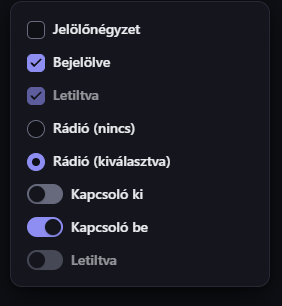 Jelölőnégyzet
Bejelölve
Letiltva
Rádió (nincs)
Rádió (kiválasztva)
Kapcsoló ki
Kapcsoló be
Letiltva